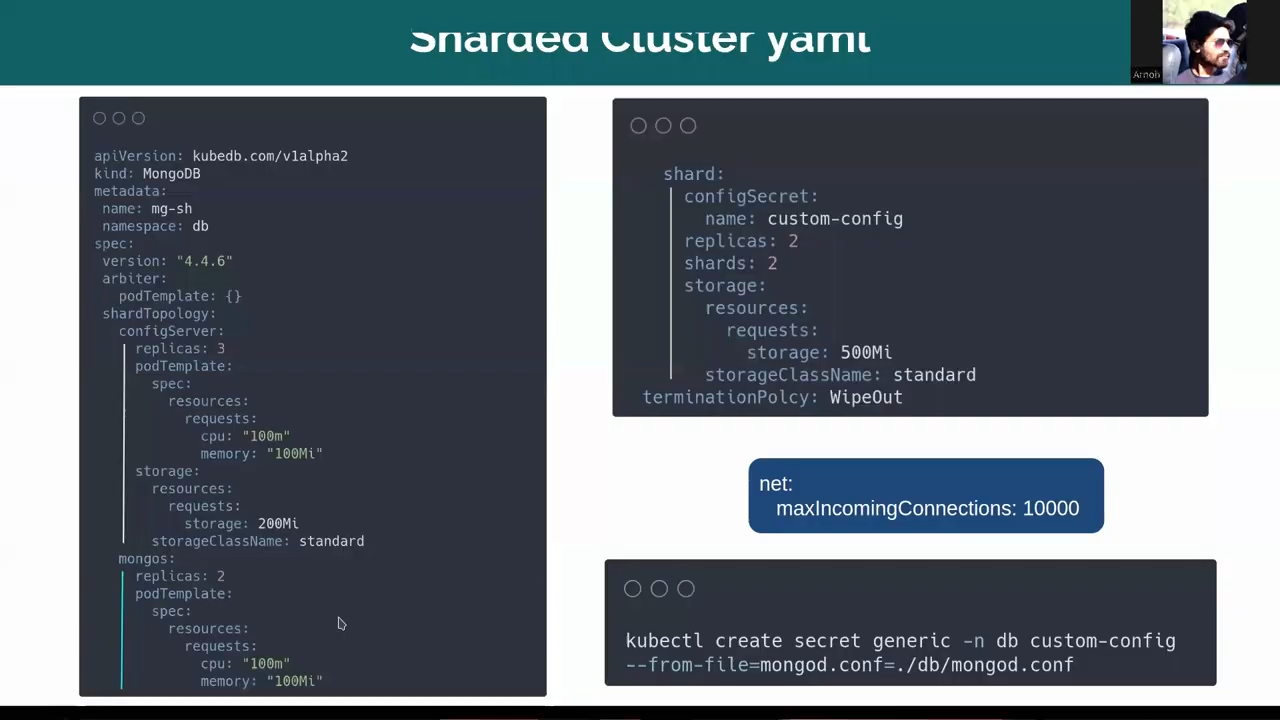 Sharded Cluster yaml
Arnob
apiVersion: kubedb.com/v1alpha2
kind: MongoDB
metadata:
name: mg-sh
namespace: db
spec:
version: "4.4.6"
arbiter:
podTemplate: {}
shardTopology:
configServer:
replicas: 3
podTemplate:
spec:
resources:
requests:
cpu: "100m"
memory: "100Mi"
storage:
resources:
requests:
storage: 200Mi
storageClassName: standard
mongos:
replicas: 2
podTemplate:
spec:
resources:
requests:
cpu: "100m"
memory: "100Mi"
shard:
configSecret:
name: custom-config
replicas: 2
shards: 2
storage:
resources:
requests:
storage: 500Mi
storageClassName: standard
terminationPolcy: WipeOut
net:
maxIncomingConnections: 10000
kubectl create secret generic -n db custom-config
--from-file=mongod.conf=./db/mongod.conf